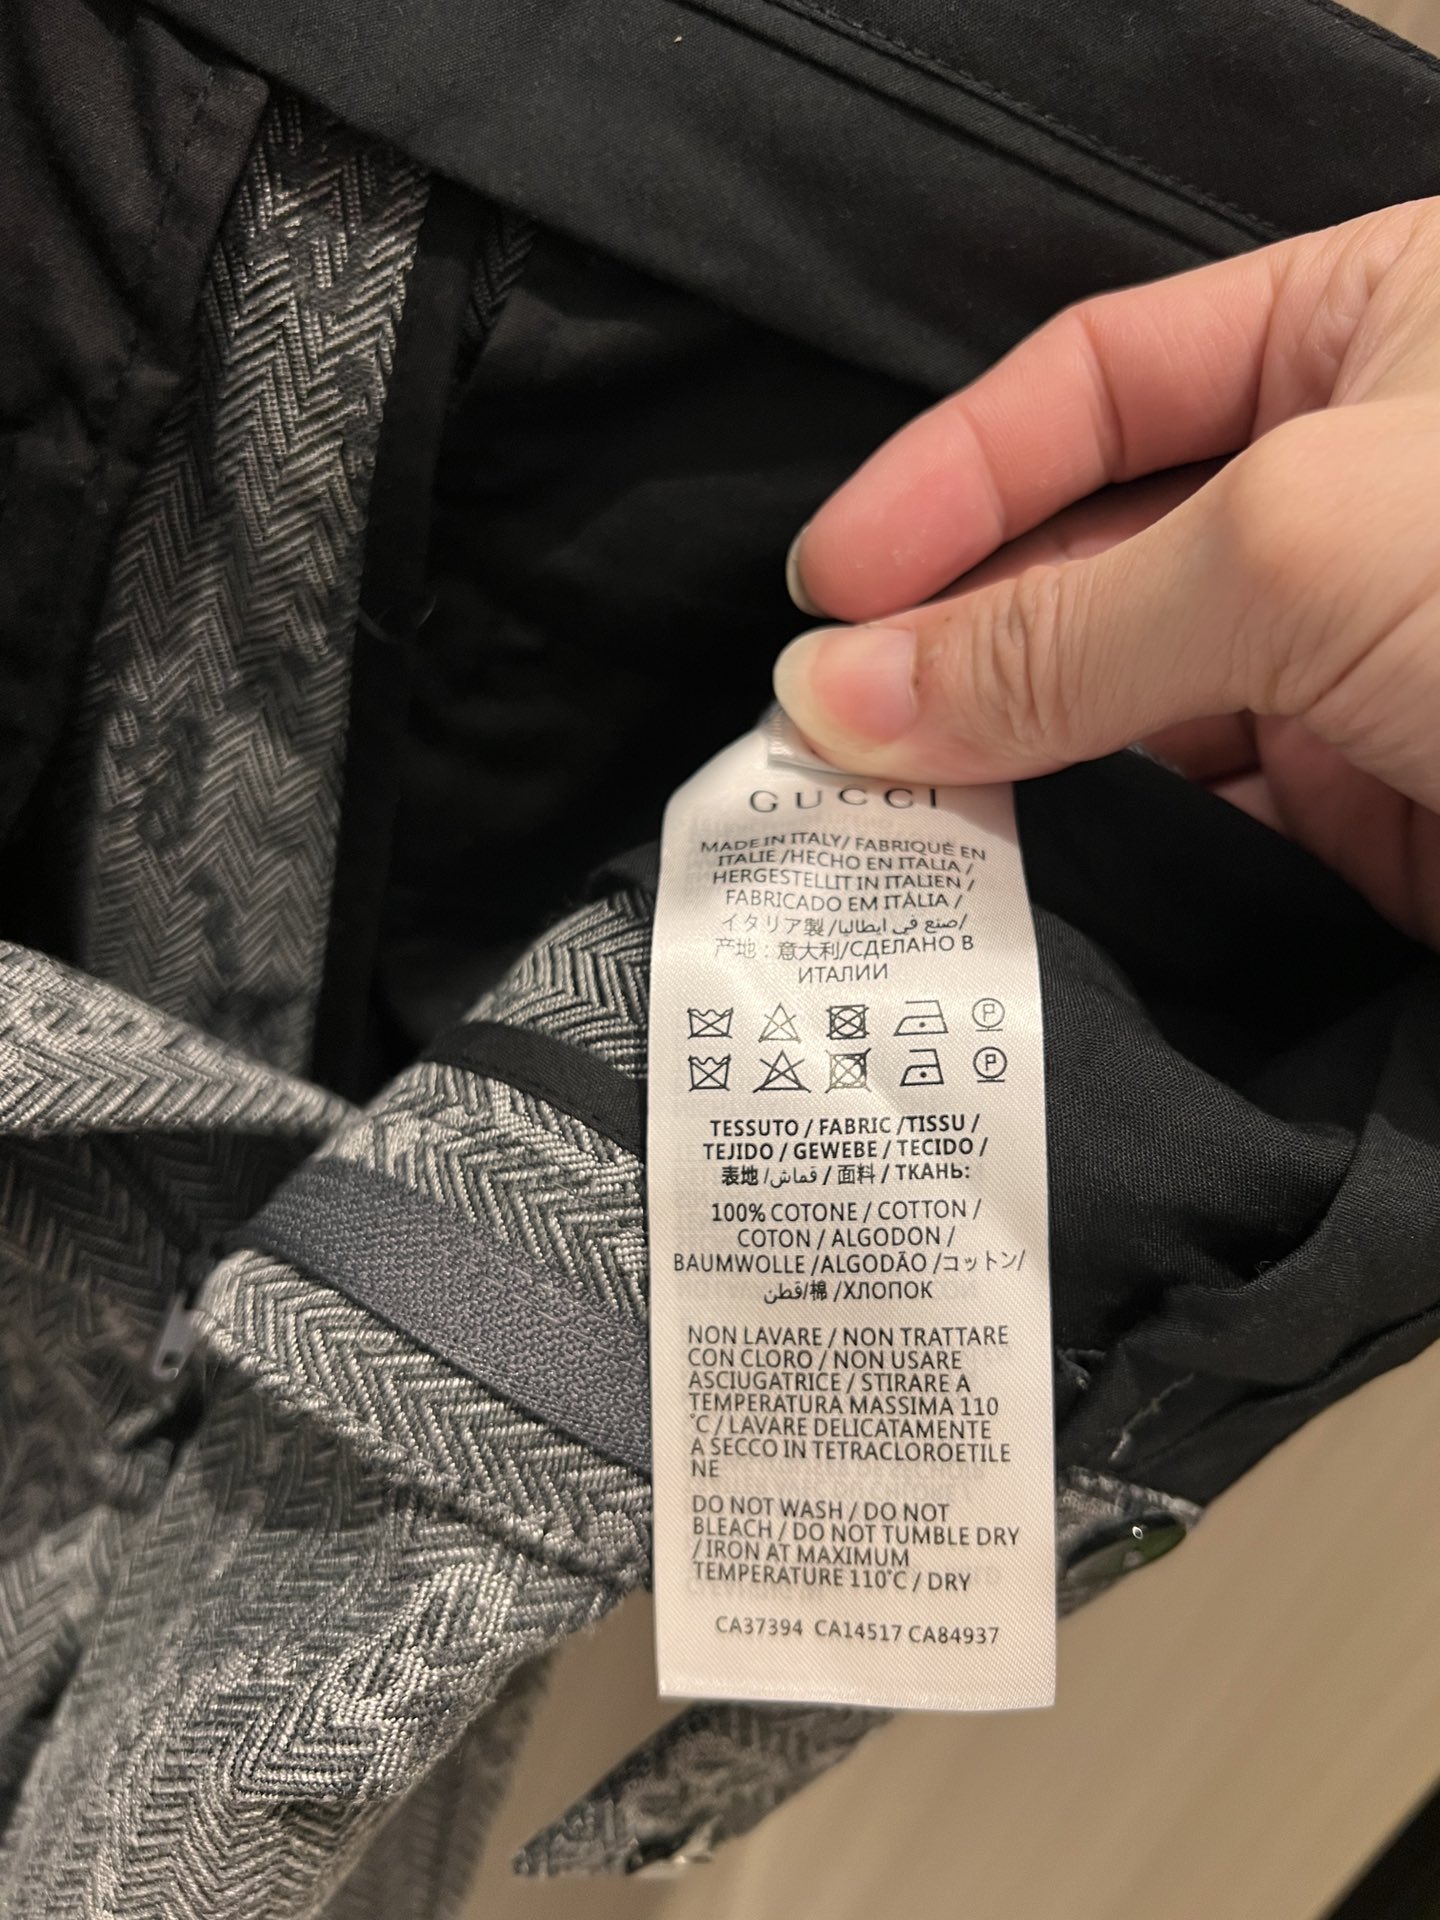 GUCCI
MADE IN ITALY/ FABRIQUÉ EN
ITALIE /HECHO EN ITALIA /
HERGESTELLIT IN ITALIEN /
FABRICADO EM ITÁLIA /
イタリア製 /صنع في ايطاليا/
产地：意大利/СДЕЛАНО В
ИТАЛИИ
P
P
TESSUTO / FABRIC /TISSU /
TEJIDO / GEWEBE / TECIDO /
表地 /قماش / 面料 / ТКАНЬ:
100% COTONE / COTTON /
COTON / ALGODON /
BAUMWOLLE /ALGODÃO /コットン/
قطن/棉 /ХЛОПОК
NON LAVARE / NON TRATTARE
CON CLORO / NON USARE
ASCIUGATRICE / STIRARE A
TEMPERATURA MASSIMA 110
°C / LAVARE DELICATAMENTE
A SECCO IN TETRACLOROETILE
NE
DO NOT WASH / DO NOT
BLEACH / DO NOT TUMBLE DRY
/ IRON AT MAXIMUM
TEMPERATURE 110°C / DRY
CA37394 CA14517 CA84937